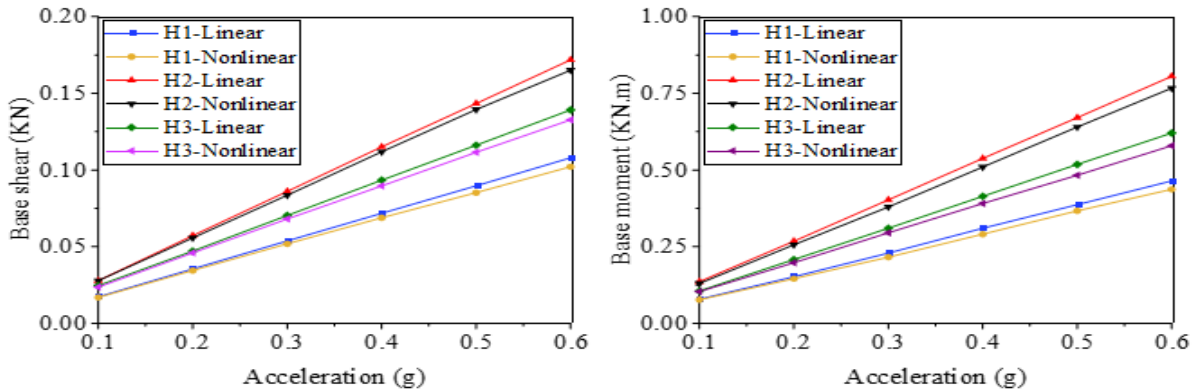 0.20
0.15
0.10
0.05
0.00
Base shear (KN)
H1-Linear
H1-Nonlinear
H2-Linear
H2-Nonlinear
H3-Linear
H3-Nonlinear
0.1 0.2 0.3 0.4 0.5 0.6
Acceleration (g)
1.00
0.75
0.50
0.25
0.00
Base moment (KN.m)
H1-Linear
H1-Nonlinear
H2-Linear
H2-Nonlinear
H3-Linear
H3-Nonlinear
0.1 0.2 0.3 0.4 0.5 0.6
Acceleration (g)